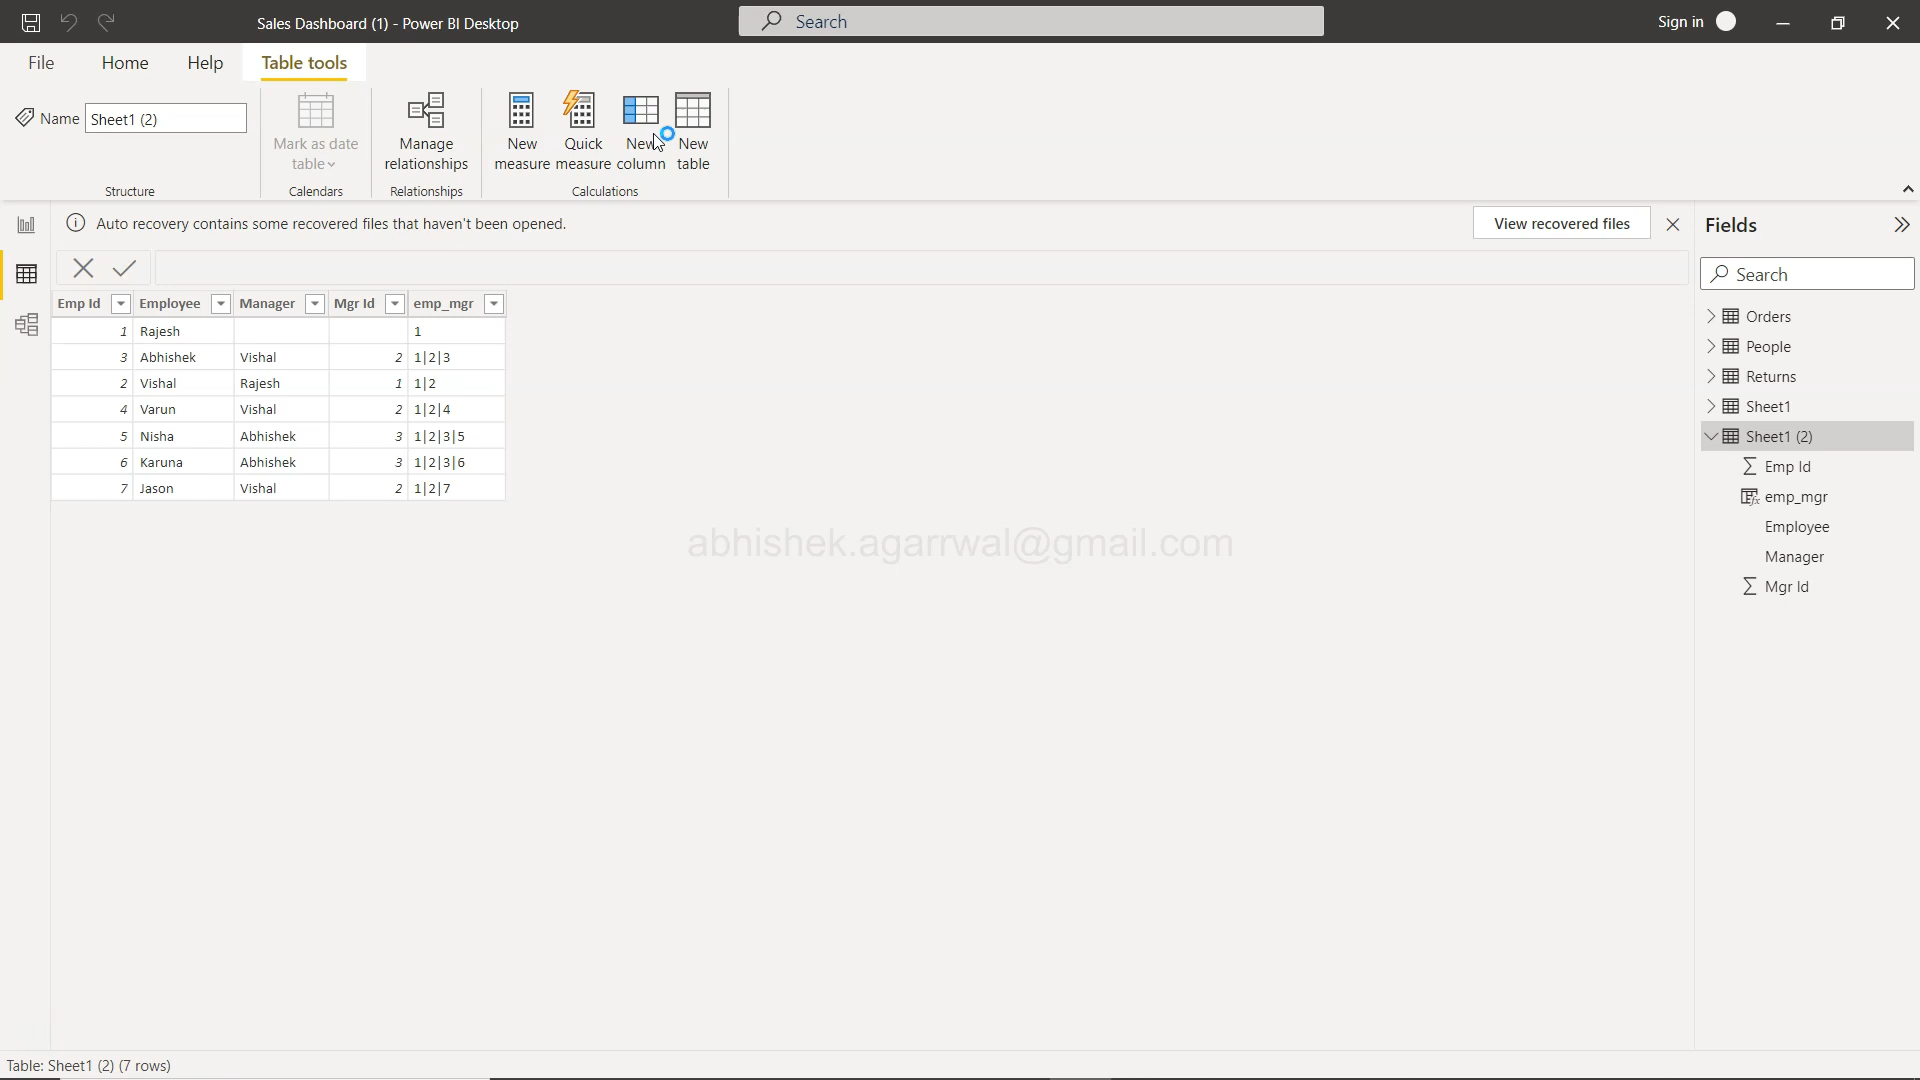 Sales Dashboard (1) - Power BI Desktop
Search
Sign in
File Home Help Table tools
Name Sheet1 (2)
Mark as date table
Manage relationships
New measure
Quick measure
New column
New table
Structure
Calendars
Relationships
Calculations
Auto recovery contains some recovered files that haven't been opened.
View recovered files
Emp Id Employee Manager Mgr Id emp_mgr
1 Rajesh 1
3 Abhishek Vishal 2 1|2|3
2 Vishal Rajesh 1 1|2
4 Varun Vishal 2 1|2|4
5 Nisha Abhishek 3 1|2|3|5
6 Karuna Abhishek 3 1|2|3|6
7 Jason Vishal 2 1|2|7
abhishek.agarrwal@gmail.com
Fields
Search
Orders
People
Returns
Sheet1
Sheet1 (2)
Emp Id
emp_mgr
Employee
Manager
Mgr Id
Table: Sheet1 (2) (7 rows)